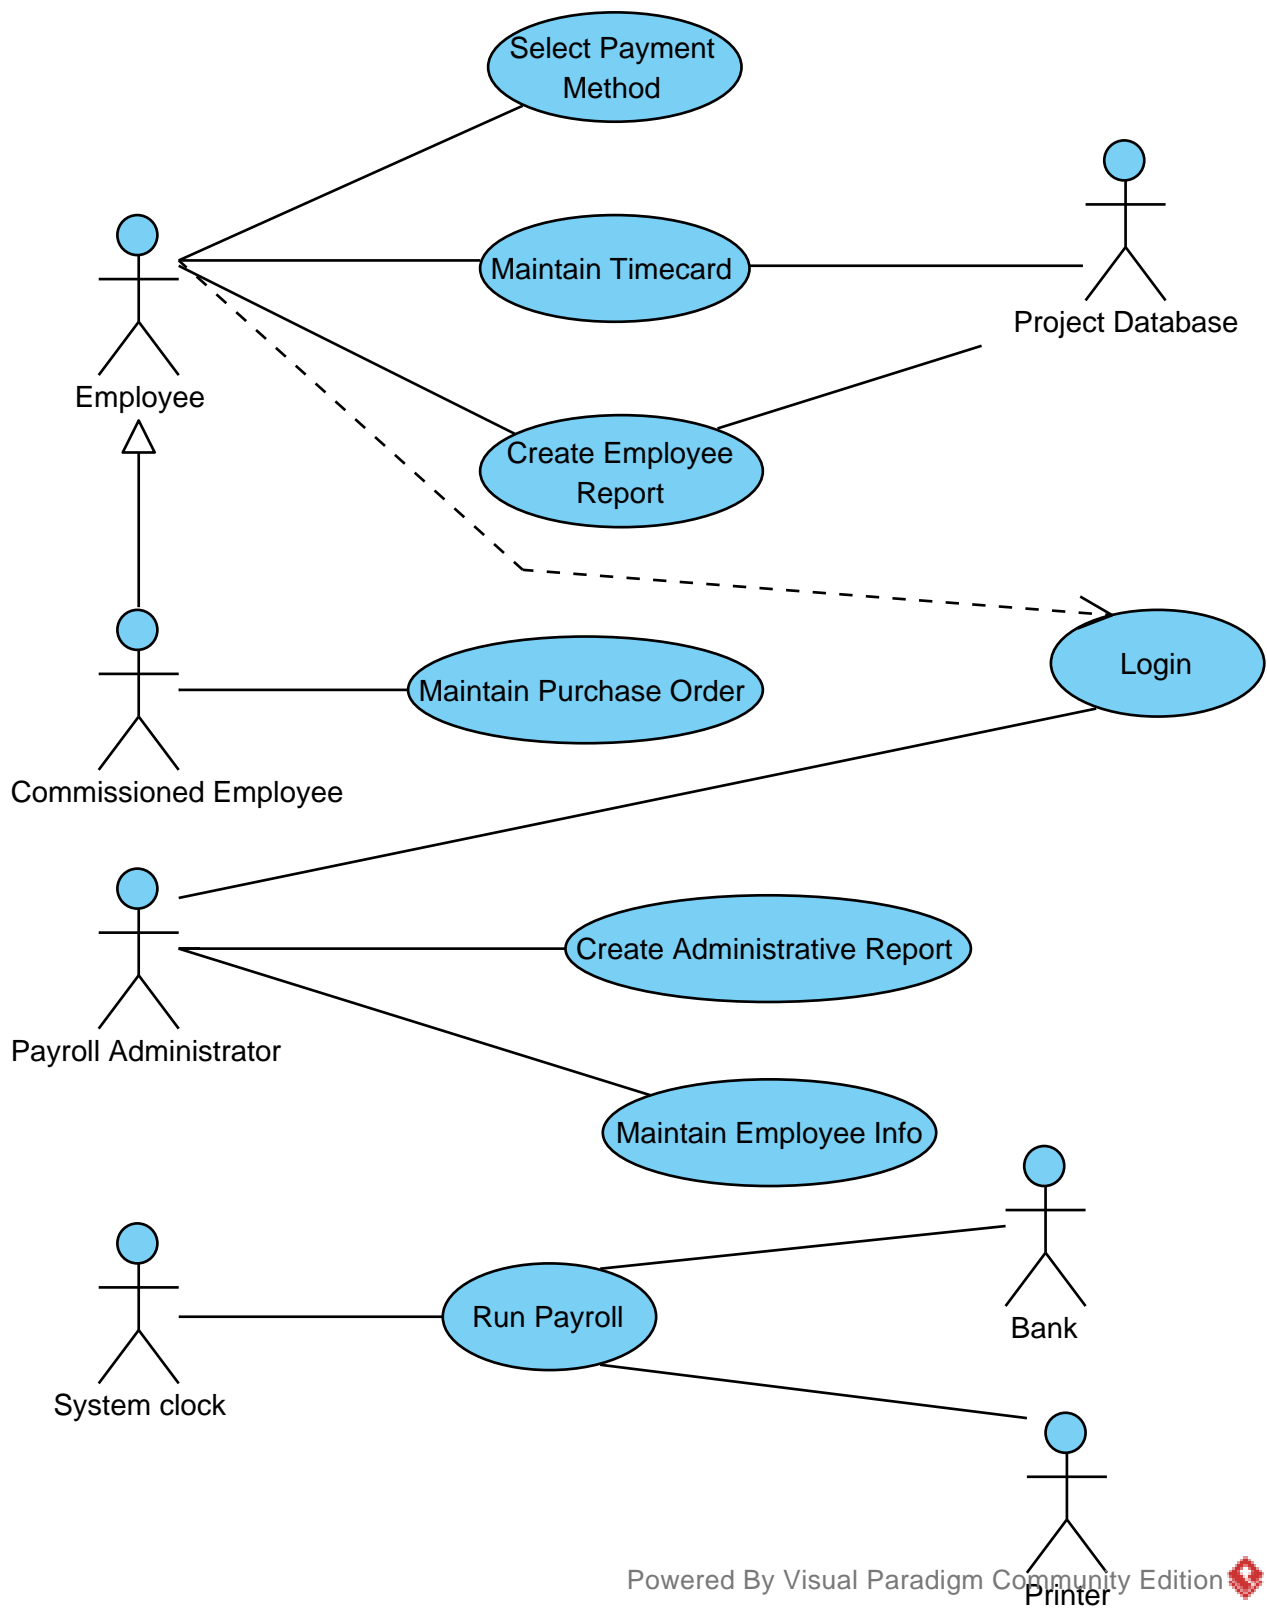 Select Payment
Method
Maintain Timecard
Project Database
Employee
Create Employee
Report
Login
Maintain Purchase Order
Commissioned Employee
Create Administrative Report
Payroll Administrator
Maintain Employee Info
Run Payroll
Bank
System clock
Powered By Visual Paradigm Community Edition
Printer